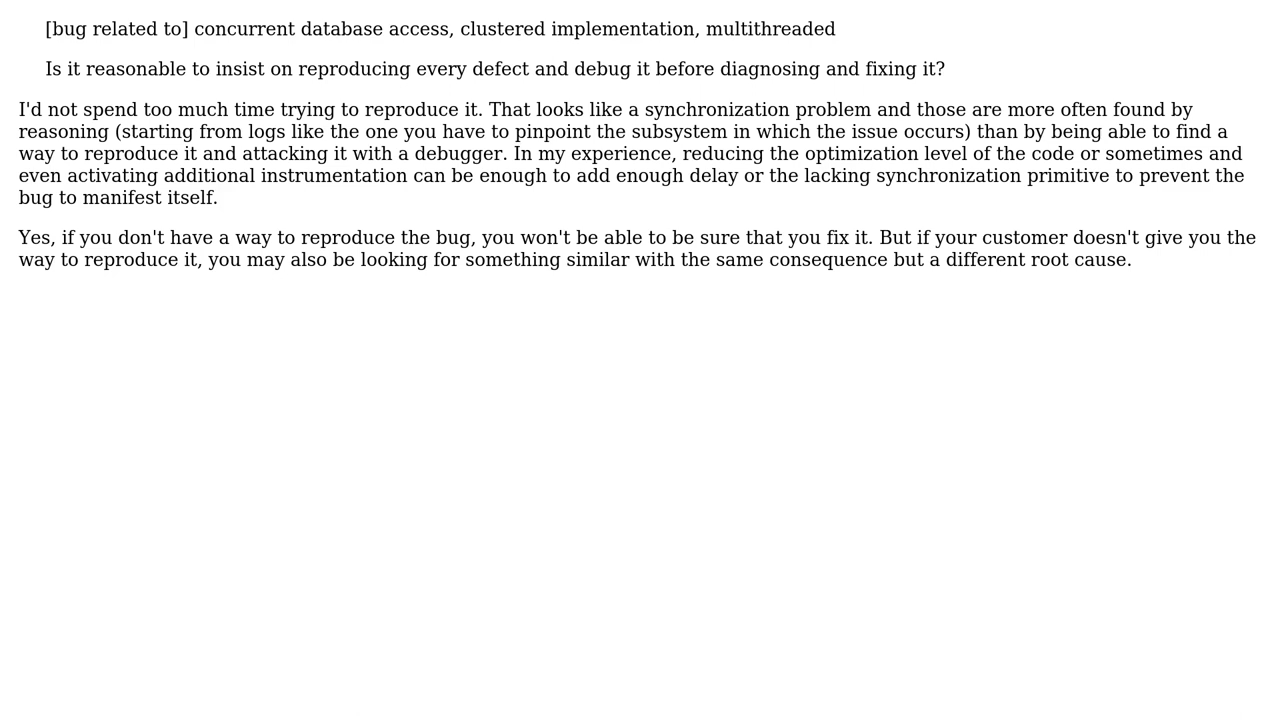 [bug related to] concurrent database access, clustered implementation, multithreaded
Is it reasonable to insist on reproducing every defect and debug it before diagnosing and fixing it?
I'd not spend too much time trying to reproduce it. That looks like a synchronization problem and those are more often found by
reasoning (starting from logs like the one you have to pinpoint the subsystem in which the issue occurs) than by being able to find a
way to reproduce it and attacking it with a debugger. In my experience, reducing the optimization level of the code or sometimes and
even activating additional instrumentation can be enough to add enough delay or the lacking synchronization primitive to prevent the
bug to manifest itself.
Yes, if you don't have a way to reproduce the bug, you won't be able to be sure that you fix it. But if your customer doesn't give you the
way to reproduce it, you may also be looking for something similar with the same consequence but a different root cause.